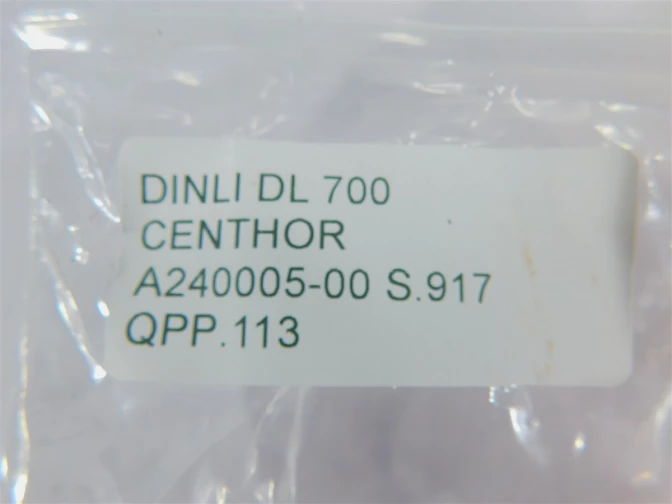 DINLI DL 700
CENTHOR
A240005-00 S.917
QPP.113